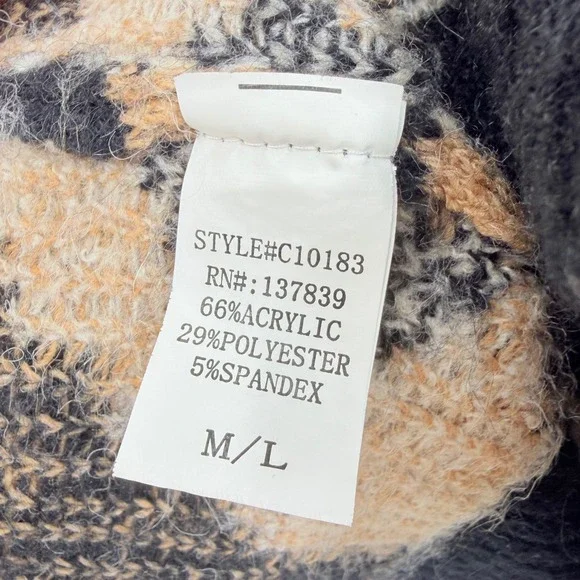 STYLE#C10183
RN#:137839
66%ACRYLIC
29%POLYESTER
5%SPANDEX
M/L